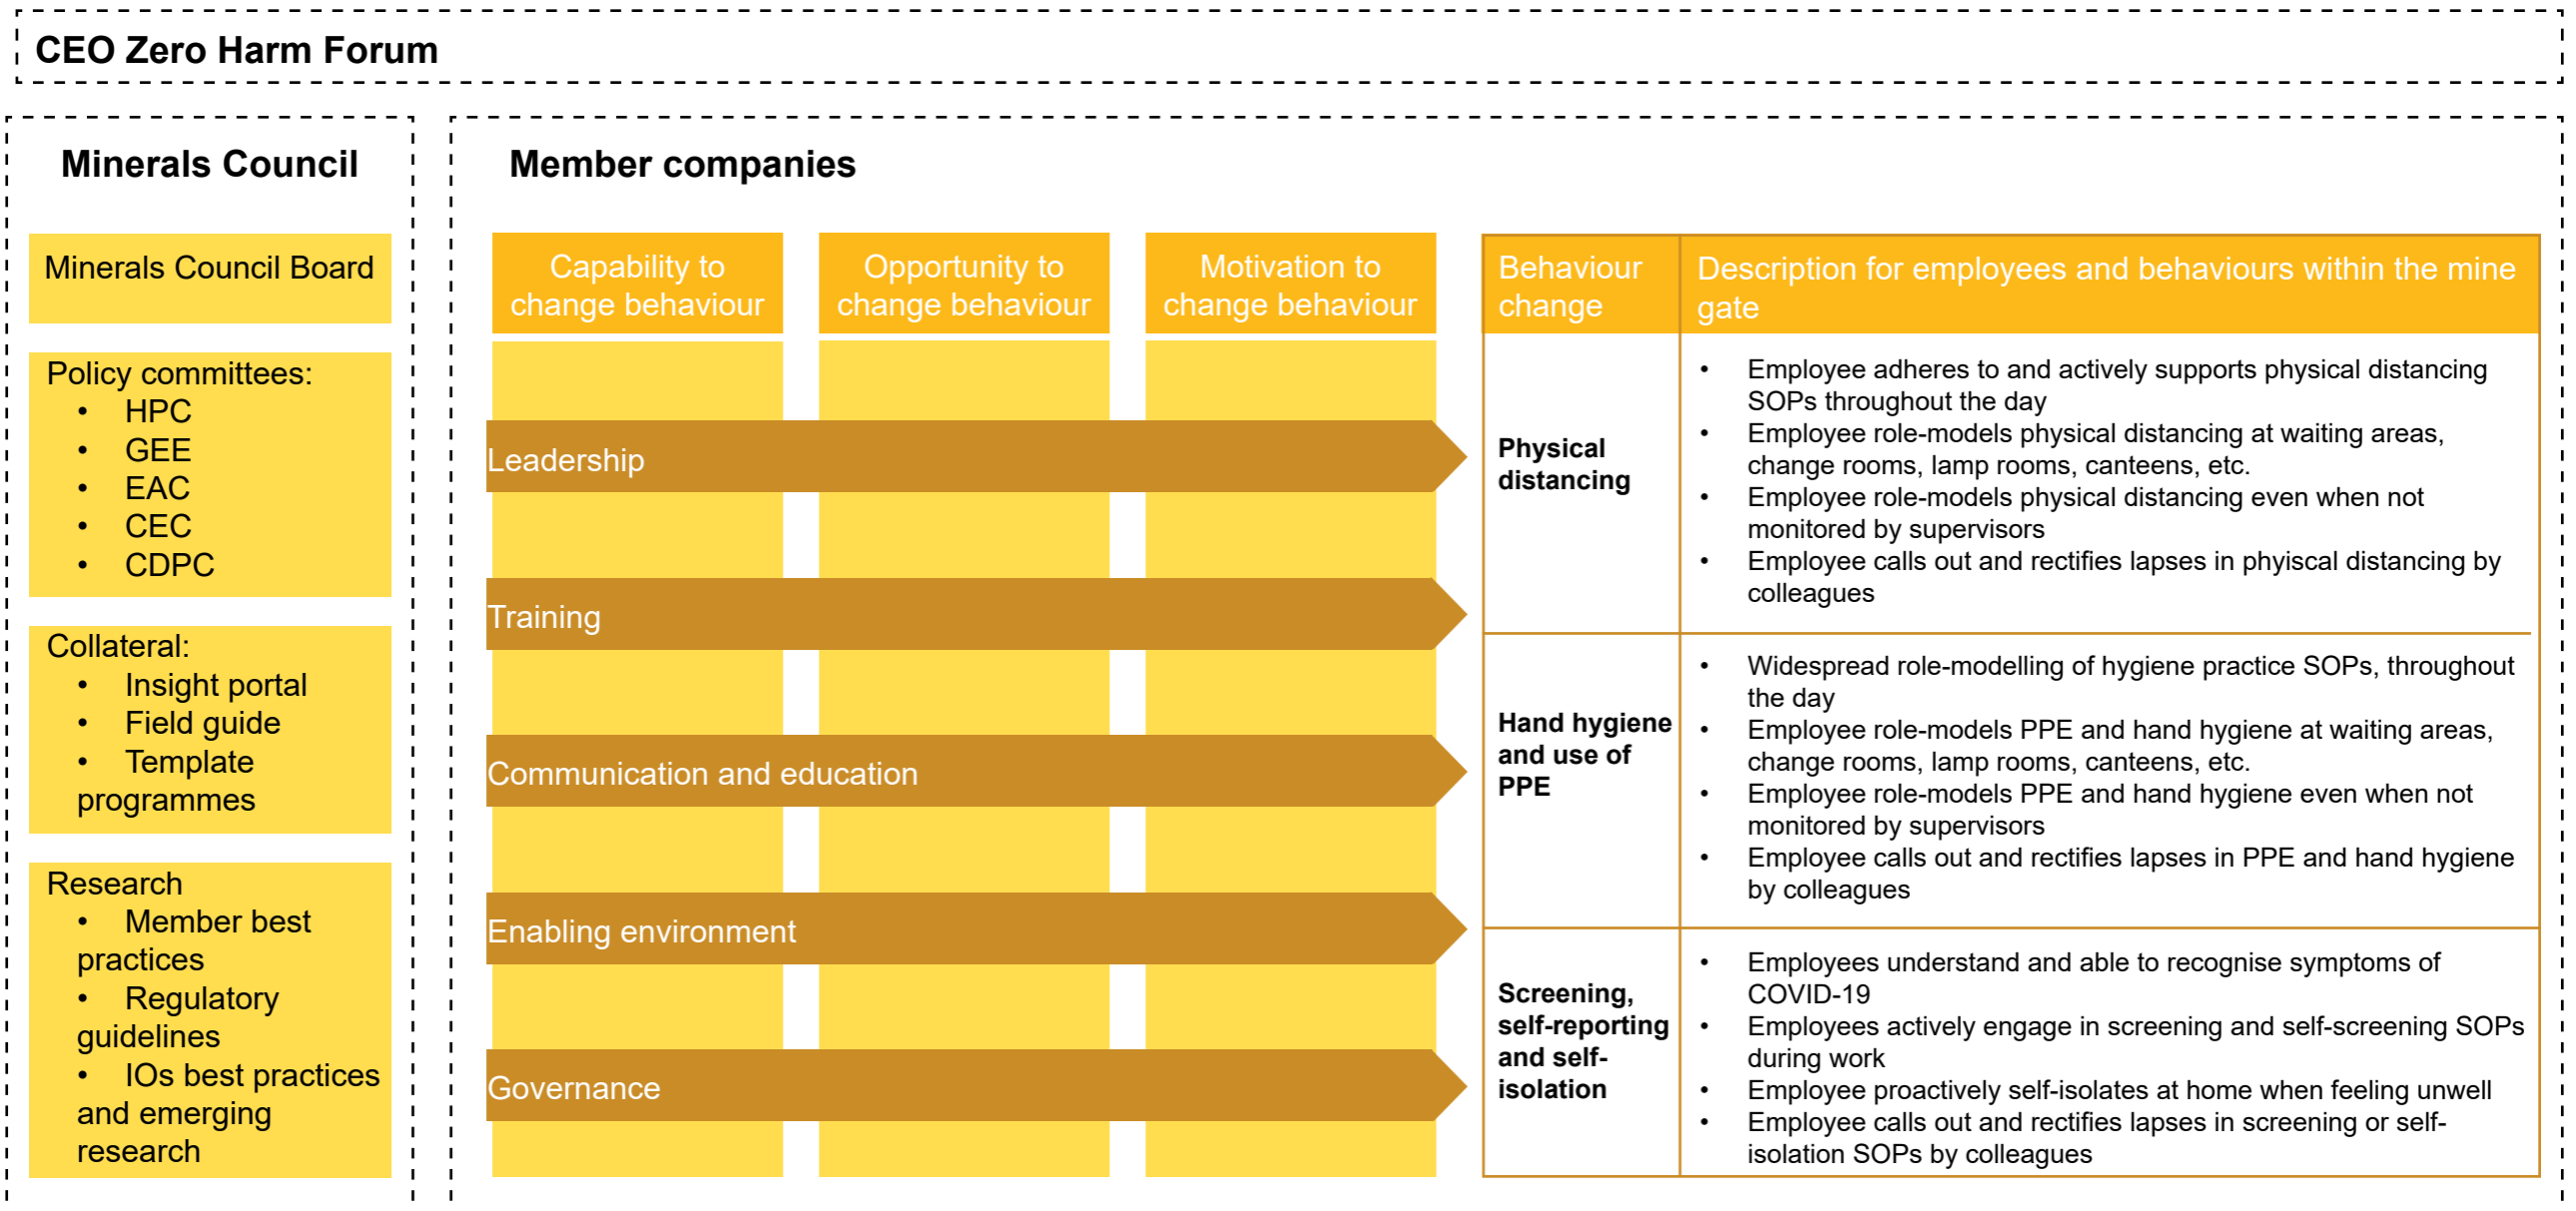 CEO Zero Harm Forum
Minerals Council
Minerals Council Board
Policy committees:
• HPC
• GEE
• EAC
• CEC
• CDPC
Collateral:
• Insight portal
• Field guide
• Template
programmes
Research
• Member best
practices
• Regulatory
guidelines
• IOs best practices
and emerging
research
Member companies
Capability to
change behaviour
Opportunity to
change behaviour
Motivation to
change behaviour
Leadership
Training
Communication and education
Enabling environment
Governance
Behaviour
change
Description for employees and behaviours within the mine
gate
Physical
distancing
• Employee adheres to and actively supports physical distancing
SOPs throughout the day
• Employee role-models physical distancing at waiting areas,
change rooms, lamp rooms, canteens, etc.
• Employee role-models physical distancing even when not
monitored by supervisors
• Employee calls out and rectifies lapses in phyiscal distancing by
colleagues
Hand hygiene
and use of
PPE
• Widespread role-modelling of hygiene practice SOPs, throughout
the day
• Employee role-models PPE and hand hygiene at waiting areas,
change rooms, lamp rooms, canteens, etc.
• Employee role-models PPE and hand hygiene even when not
monitored by supervisors
• Employee calls out and rectifies lapses in PPE and hand hygiene
by colleagues
Screening,
self-reporting
and self-
isolation
• Employees understand and able to recognise symptoms of
COVID-19
• Employees actively engage in screening and self-screening SOPs
during work
• Employee proactively self-isolates at home when feeling unwell
• Employee calls out and rectifies lapses in screening or self-
isolation SOPs by colleagues